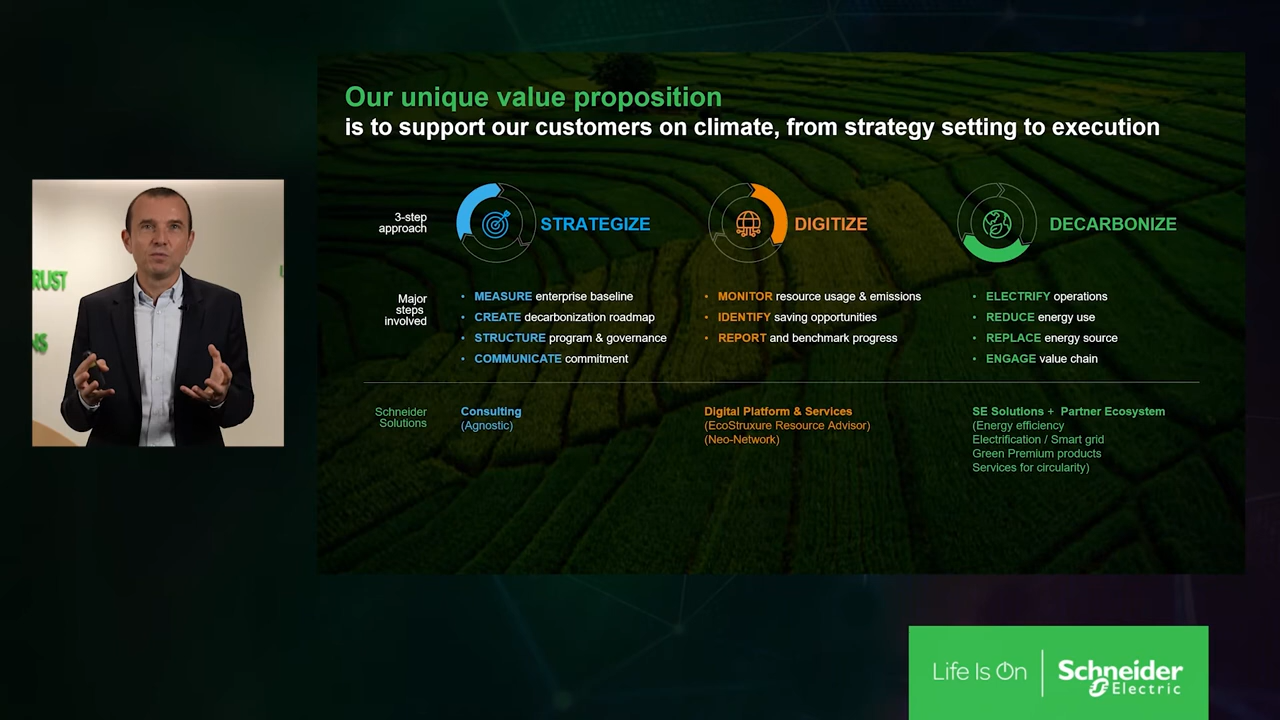 Our unique value proposition
is to support our customers on climate, from strategy setting to execution
3-step
approach
STRATEGIZE
DIGITIZE
DECARBONIZE
Major
steps
involved
• MEASURE enterprise baseline
• CREATE decarbonization roadmap
• STRUCTURE program & governance
• COMMUNICATE commitment
• MONITOR resource usage & emissions
• IDENTIFY saving opportunities
• REPORT and benchmark progress
• ELECTRIFY operations
• REDUCE energy use
• REPLACE energy source
• ENGAGE value chain
Schneider
Solutions
Consulting
(Agnostic)
Digital Platform & Services
(EcoStruxure Resource Advisor)
(Neo-Network)
SE Solutions + Partner Ecosystem
(Energy efficiency
Electrification / Smart grid
Green Premium products
Services for circularity)
RUST
Life Is On
Schneider
Electric